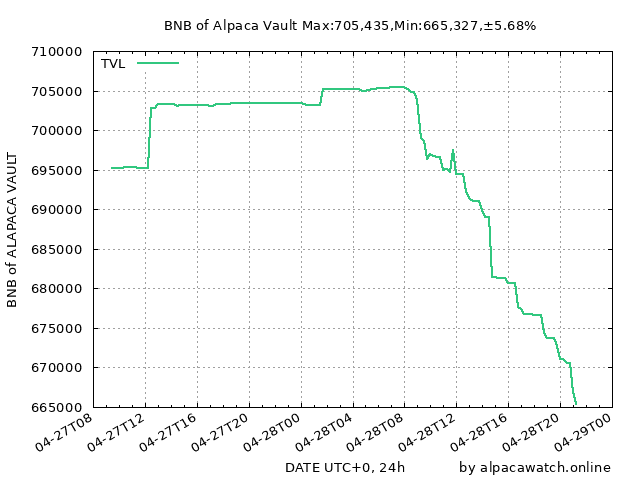 BNB of Alpaca Vault Max:705,435,Min:665,327,±5.68%
TVL
710000
705000
700000
695000
690000
685000
680000
675000
670000
665000
BNB of ALAPACA VAULT
04-27T08
04-27T12
04-27T16
04-27T20
04-28T00
04-28T04
04-28T08
04-28T12
04-28T16
04-28T20
04-29T00
DATE UTC+0, 24h
by alpacawatch.online